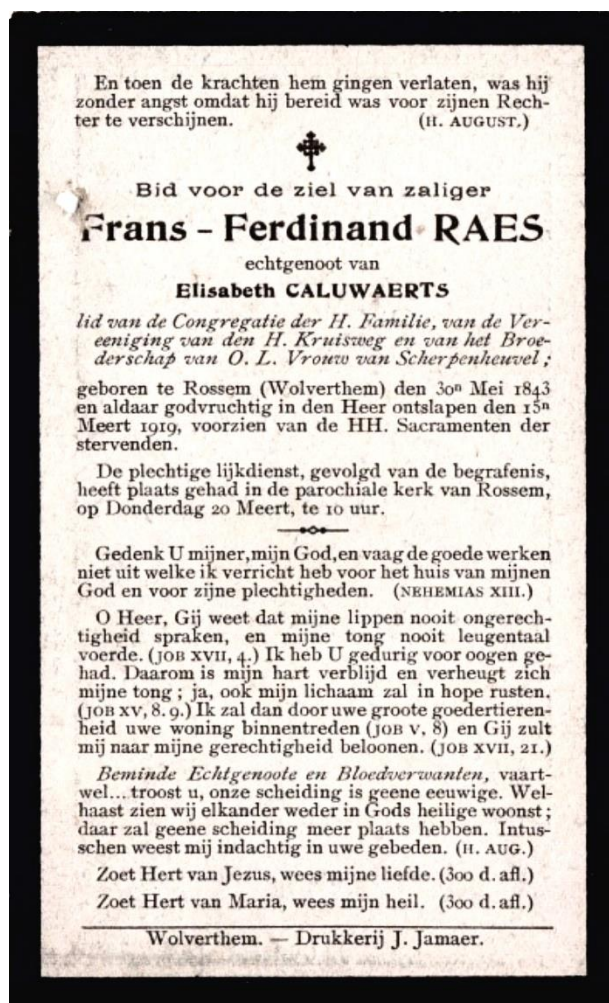 En toen de krachten hem gingen verlaten, was hij
zonder angst omdat hij bereid was voor zijnen Rech-
ter te verschijnen. (H. AUGUST.)
Bid voor de ziel van zaliger
Frans - Ferdinand RAES
echtgenoot van
Elisabeth CALUWAERTS
lid van de Congregatie der H. Familie, van de Ver-
eeniging van den H. Kruisweg en van het Broe-
derschap van O. L. Vrouw van Scherpenheuvel ;
geboren te Rossem (Wolverthem) den 30n Mei 1843
en aldaar godvruchtig in den Heer ontslapen den 15n
Meert 1919, voorzien van de HH. Sacramenten der
stervenden.
De plechtige lijkdienst, gevolgd van de begrafenis,
heeft plaats gehad in de parochiale kerk van Rossem,
op Donderdag 20 Meert, te 10 uur.
Gedenk U mijner, mijn God, en vaag de goede werken
niet uit welke ik verricht heb voor het huis van mijnen
God en voor zijne plechtigheden. (NEHEMIAS XIII.)
O Heer, Gij weet dat mijne lippen nooit ongerech-
tigheid spraken, en mijne tong nooit leugentaal
voerde. (JOB XVII, 4.) Ik heb U gedurig voor oogen ge-
had. Daarom is mijn hart verblijd en verheugt zich
mijne tong ; ja, ook mijn lichaam zal in hope rusten.
(JOB XV, 8. 9.) Ik zal dan door uwe groote goedertieren-
heid uwe woning binnentreden (JOB V, 8) en Gij zult
mij naar mijne gerechtigheid beloonen. (JOB XVII, 21.)
Beminde Echtgenoote en Bloedverwanten, vaart-
wel... troost u, onze scheiding is geene eeuwige. Wel-
haast zien wij elkander weder in Gods heilige woonst ;
daar zal geene scheiding meer plaats hebben. Intus-
schen weest mij indachtig in uwe gebeden. (H. AUG.)
Zoet Hert van Jezus, wees mijne liefde. (300 d. afl.)
Zoet Hert van Maria, wees mijn heil. (300 d. afl.)
Wolverthem. — Drukkerij J. Jamaer.